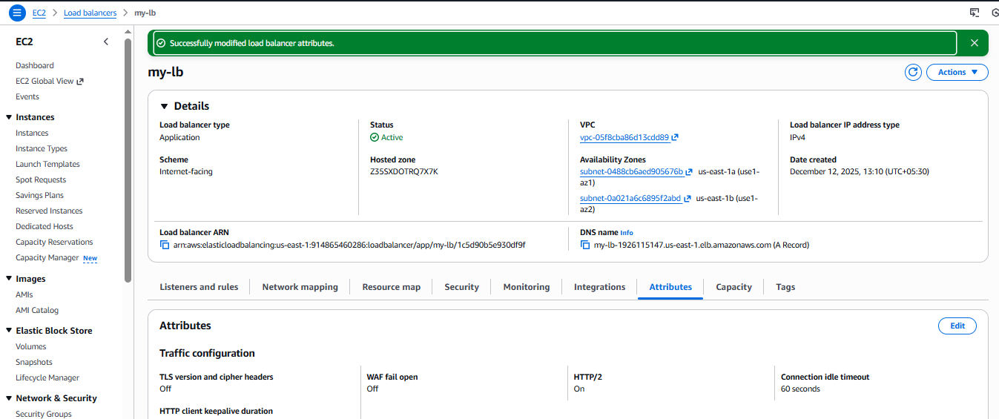 EC2 > Load balancers > my-lb
EC2
Dashboard
EC2 Global View
Events
Instances
Instances
Instance Types
Launch Templates
Spot Requests
Savings Plans
Reserved Instances
Dedicated Hosts
Capacity Reservations
Capacity Manager New
Images
AMIs
AMI Catalog
Elastic Block Store
Volumes
Snapshots
Lifecycle Manager
Network & Security
Security Groups
Successfully modified load balancer attributes.
my-lb
Actions
Details
Load balancer type
Application
Status
Active
VPC
vpc-05f8cba86d13cdd89
Load balancer IP address type
IPv4
Scheme
Internet-facing
Hosted zone
Z35SXDOTRQ7X7K
Availability Zones
subnet-0488cb6aed905676b us-east-1a (use1-
az1)
subnet-0a021a6c6895f2abd us-east-1b (use1-
az2)
Date created
December 12, 2025, 13:10 (UTC+05:30)
Load balancer ARN
arn:aws:elasticloadbalancing:us-east-1:914865460286:loadbalancer/app/my-lb/1c5d90b5e930df9f
DNS name Info
my-lb-1926115147.us-east-1.elb.amazonaws.com (A Record)
Listeners and rules
Network mapping
Resource map
Security
Monitoring
Integrations
Attributes
Capacity
Tags
Attributes
Edit
Traffic configuration
TLS version and cipher headers
Off
WAF fail open
Off
HTTP/2
On
Connection idle timeout
60 seconds
HTTP client keepalive duration